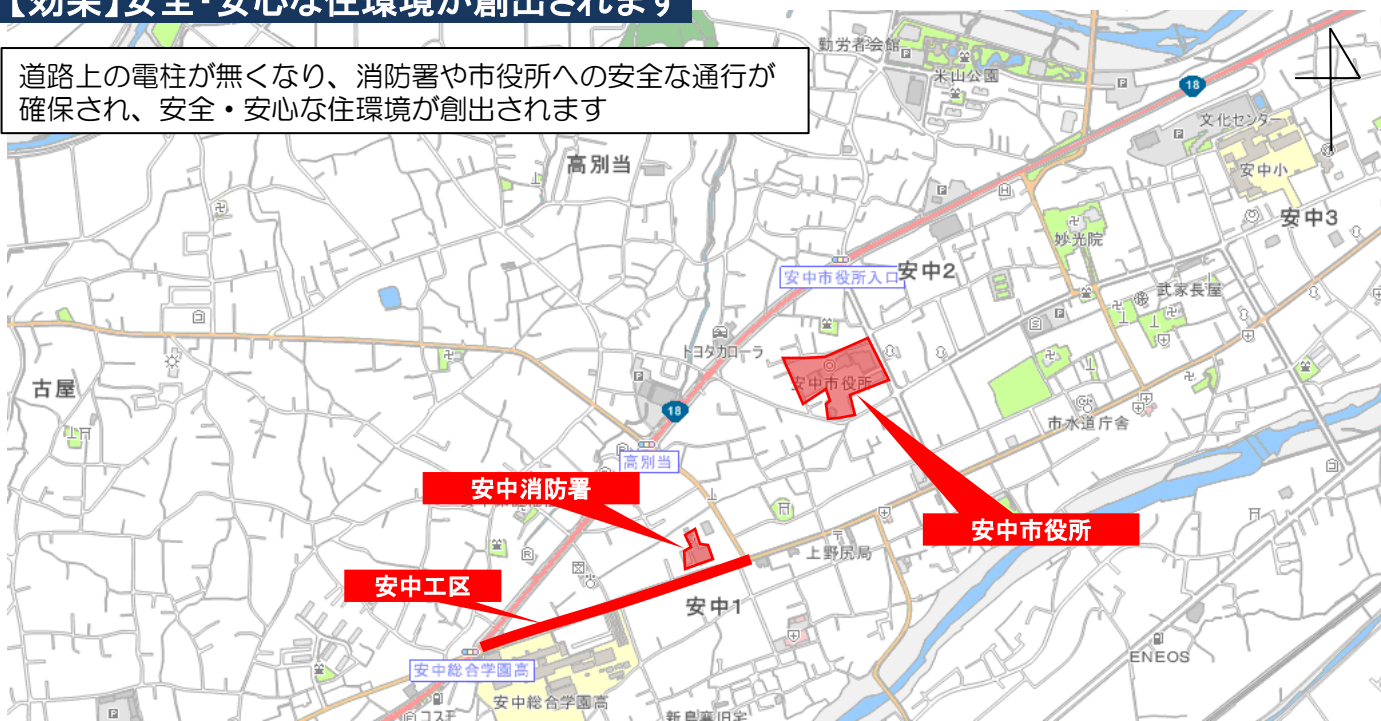 【効果】安全・安心な住環境が創出されます
道路上の電柱が無くなり、消防署や市役所への安全な通行が
確保され、安全・安心な住環境が創出されます
勤労者会館
米山公園
18
文化センター
安中小
高別当
安中3
妙光院
安中市役所入口
安中2
武家長屋
トヨタカローラ
古屋
安中市役所
18
市水道庁舎
高別当
安中消防署
安中市役所
上野尻局
安中工区
安中1
ENEOS
安中総合学園高
安中総合学園高
コスモ
新島襄旧宅